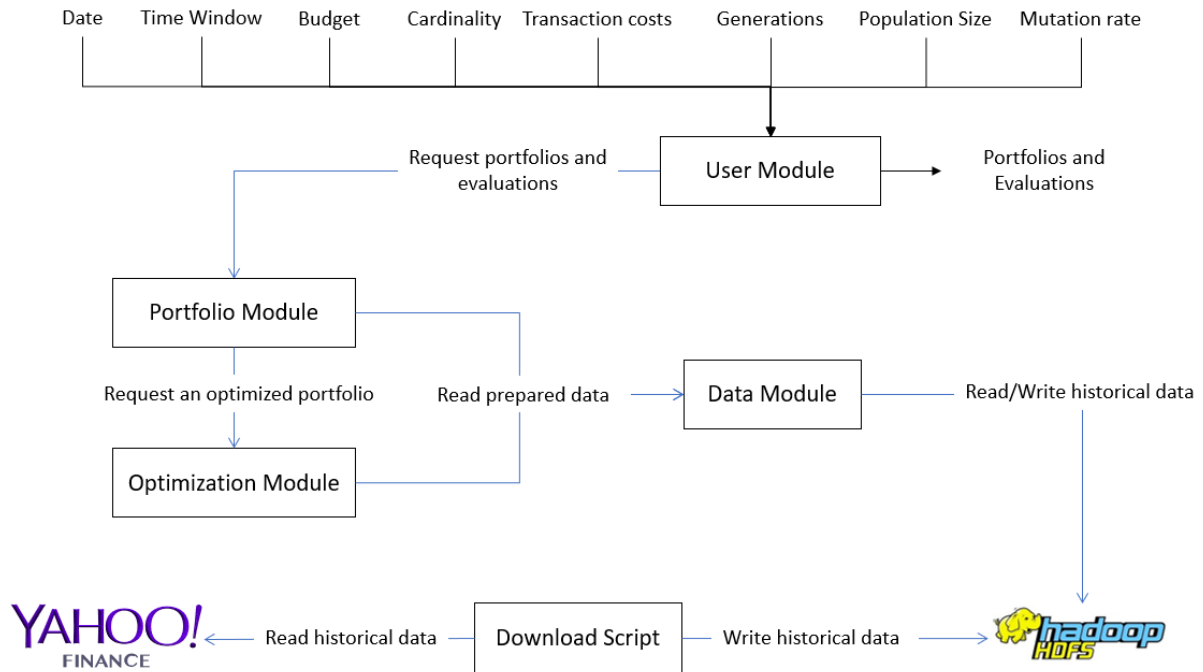 Date
Time Window
Budget
Cardinality
Transaction costs
Generations
Population Size
Mutation rate
Request portfolios and
evaluations
User Module
Portfolios and
Evaluations
Portfolio Module
Request an optimized portfolio
Read prepared data
Data Module
Read/Write historical data
Optimization Module
YAHOO!
FINANCE
Read historical data
Download Script
Write historical data
hadoop
HDFS